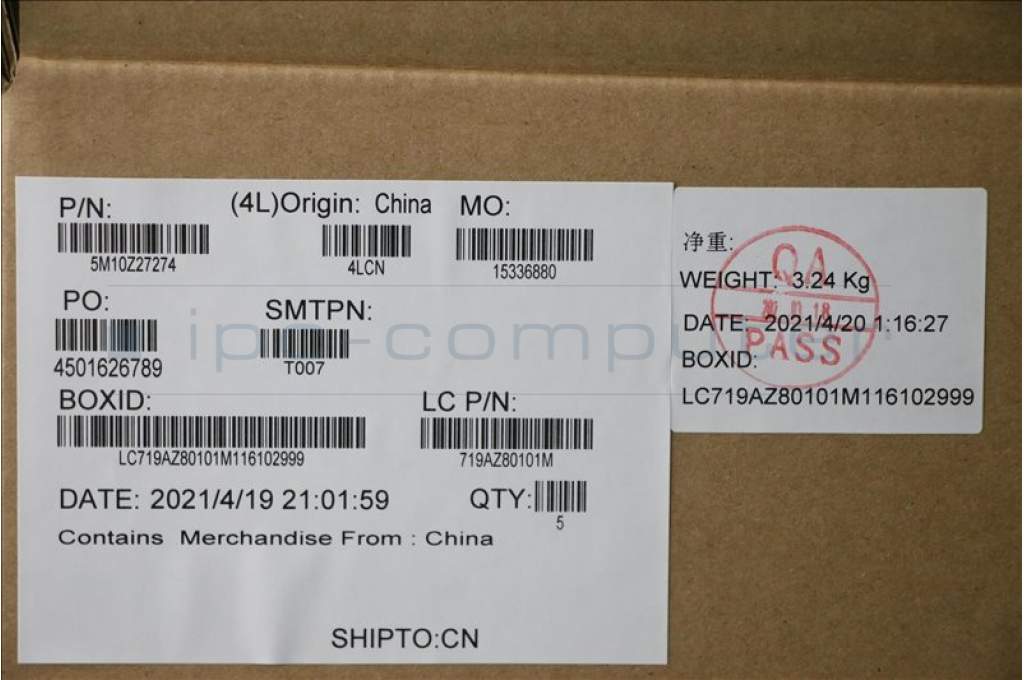 P/N:
5M10Z27274
(4L)Origin: China
4LCN
MO:
15336880
PO:
4501626789
SMTPN:
T007
BOXID:
LC719AZ80101M116102999
LC P/N:
719AZ80101M
DATE: 2021/4/19 21:01:59
QTY:
5
Contains Merchandise From : China
SHIPTO:CN
净重:
WEIGHT: 3.24 Kg
DATE: 2021/4/20 1:16:27
BOXID:
LC719AZ80101M116102999
QA
PASS
ipc-computer